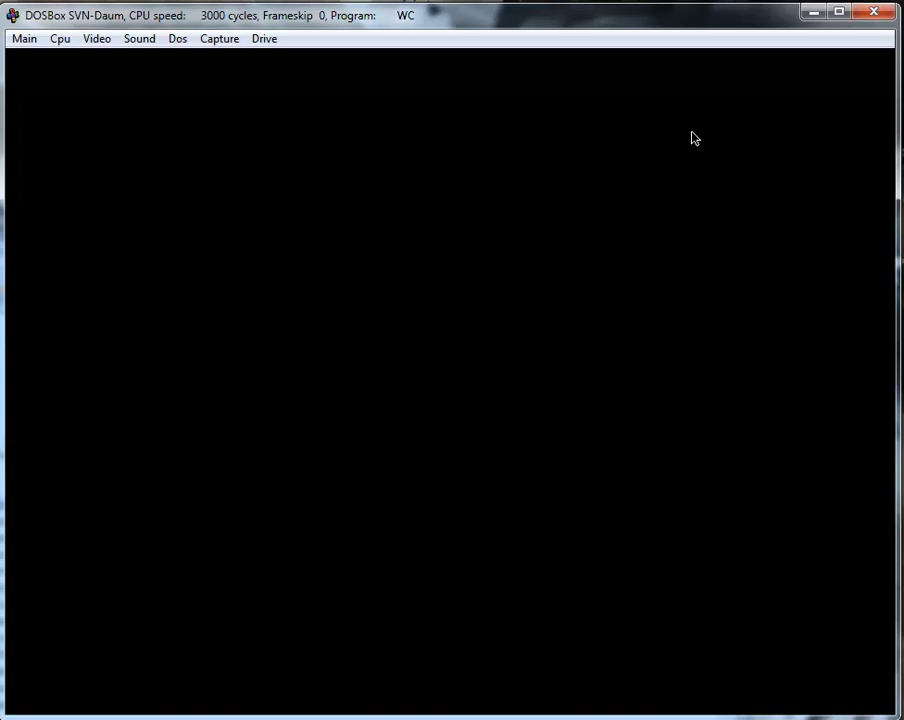 DOSBox SVN-Daum, CPU speed: 3000 cycles, Frameskip 0, Program: WC
Main Cpu Video Sound Dos Capture Drive